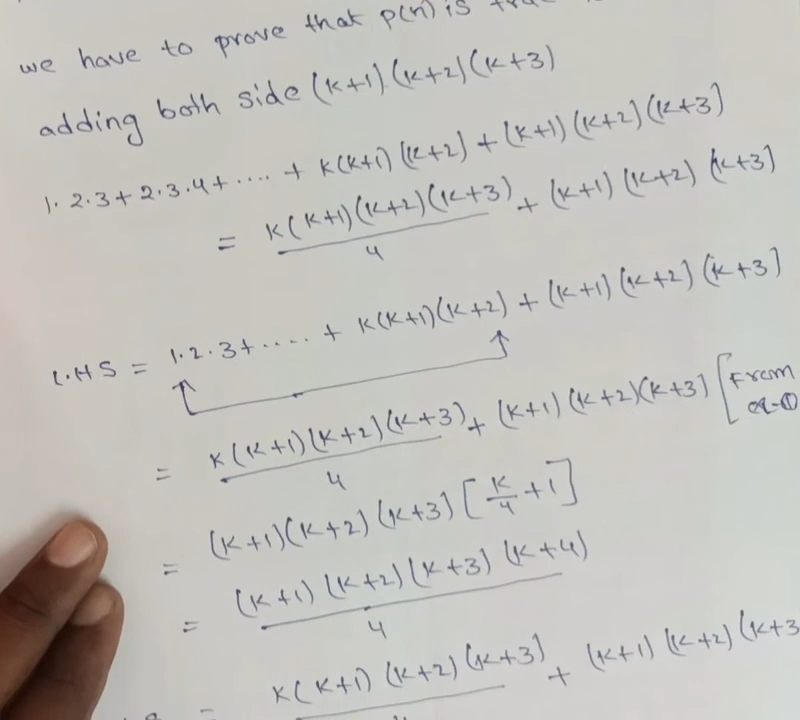 we have to prove that p(n) is
adding both side (k+1) (k+2) (k+3)
1.2.3+2.3.4+.... + k(k+1) (k+2) + (k+1) (k+2) (k+3)
= k(k+1)(k+2)(k+3)/4 + (k+1) (k+2) (k+3)
L.HS = 1.2.3+..... + k(k+1)(k+2) + (k+1) (k+2) (k+3)
= k(k+1)(k+2)(k+3)/4 + (k+1) (k+2)(k+3) [From
= (k+1)(k+2) (k+3) [k/4 + 1]
= (k+1) (k+2) (k+3) (k+4)/4
= k(k+1) (k+2) (k+3) + (k+1) (k+2) (k+3